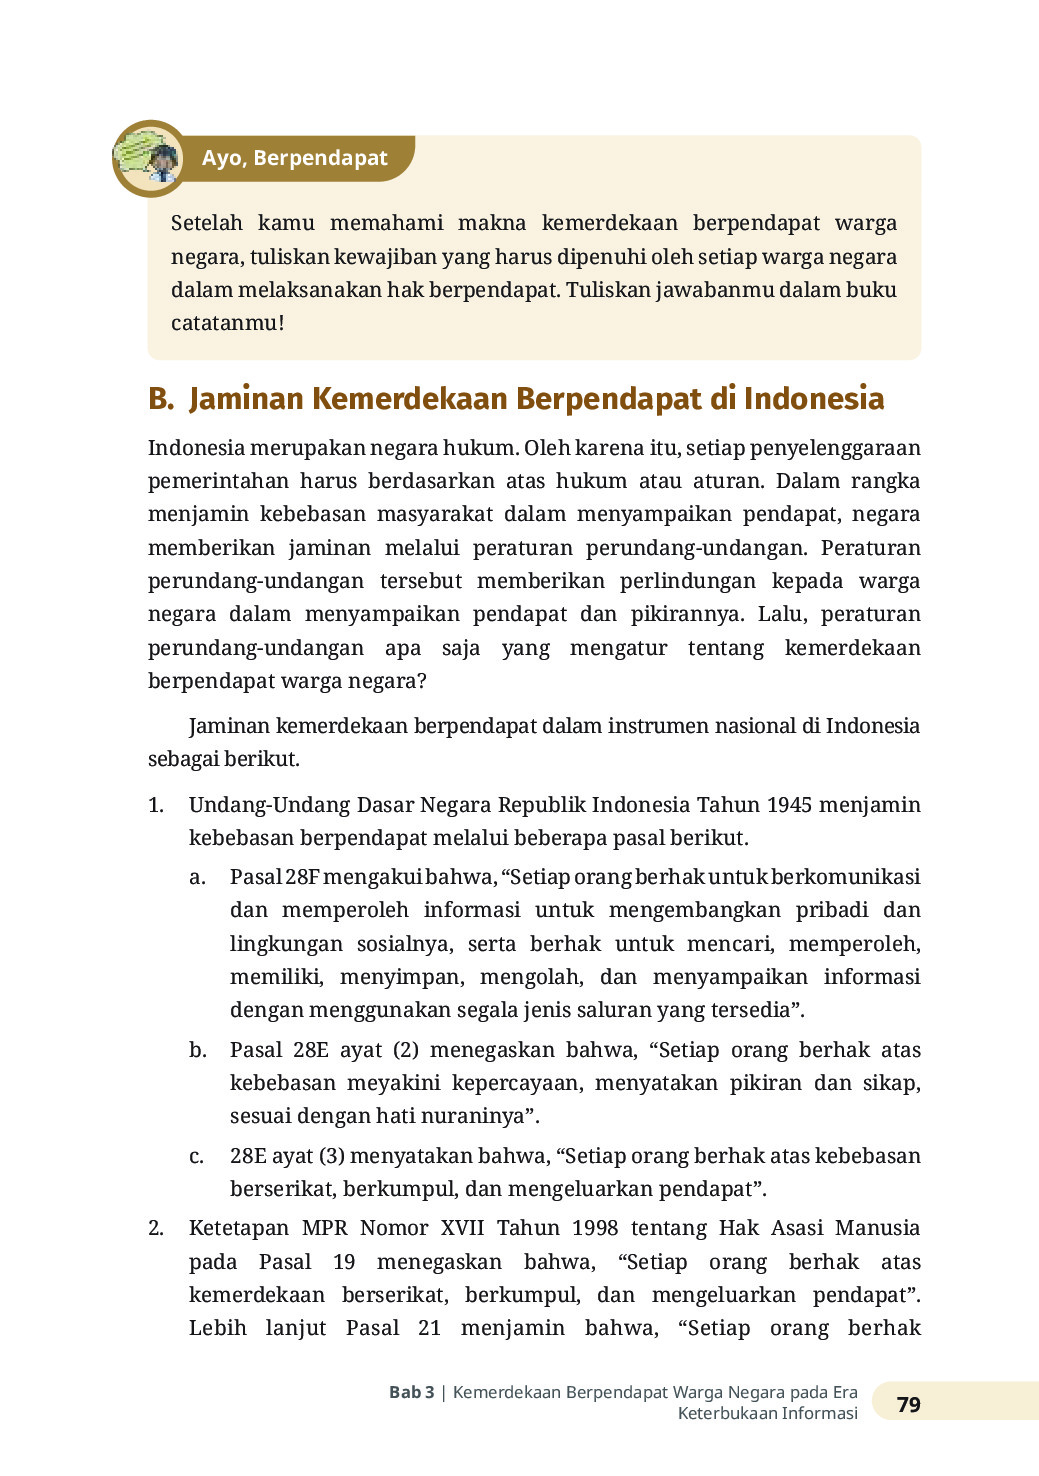 Ayo, Berpendapat
Setelah kamu memahami makna kemerdekaan berpendapat warga
negara, tuliskan kewajiban yang harus dipenuhi oleh setiap warga negara
dalam melaksanakan hak berpendapat. Tuliskan jawabanmu dalam buku
catatanmu!
B. Jaminan Kemerdekaan Berpendapat di Indonesia
Indonesia merupakan negara hukum. Oleh karena itu, setiap penyelenggaraan
pemerintahan harus berdasarkan atas hukum atau aturan. Dalam rangka
menjamin kebebasan masyarakat dalam menyampaikan pendapat, negara
memberikan jaminan melalui peraturan perundang-undangan. Peraturan
perundang-undangan tersebut memberikan perlindungan kepada warga
negara dalam menyampaikan pendapat dan pikirannya. Lalu, peraturan
perundang-undangan apa saja yang mengatur tentang kemerdekaan
berpendapat warga negara?
Jaminan kemerdekaan berpendapat dalam instrumen nasional di Indonesia
sebagai berikut.
1. Undang-Undang Dasar Negara Republik Indonesia Tahun 1945 menjamin
kebebasan berpendapat melalui beberapa pasal berikut.
a. Pasal 28F mengakui bahwa, “Setiap orang berhak untuk berkomunikasi
dan memperoleh informasi untuk mengembangkan pribadi dan
lingkungan sosialnya, serta berhak untuk mencari, memperoleh,
memiliki, menyimpan, mengolah, dan menyampaikan informasi
dengan menggunakan segala jenis saluran yang tersedia”.
b. Pasal 28E ayat (2) menegaskan bahwa, “Setiap orang berhak atas
kebebasan meyakini kepercayaan, menyatakan pikiran dan sikap,
sesuai dengan hati nuraninya”.
c. 28E ayat (3) menyatakan bahwa, “Setiap orang berhak atas kebebasan
berserikat, berkumpul, dan mengeluarkan pendapat”.
2. Ketetapan MPR Nomor XVII Tahun 1998 tentang Hak Asasi Manusia
pada Pasal 19 menegaskan bahwa, “Setiap orang berhak atas
kemerdekaan berserikat, berkumpul, dan mengeluarkan pendapat”.
Lebih lanjut Pasal 21 menjamin bahwa, “Setiap orang berhak
Bab 3 | Kemerdekaan Berpendapat Warga Negara pada Era
Keterbukaan Informasi
79